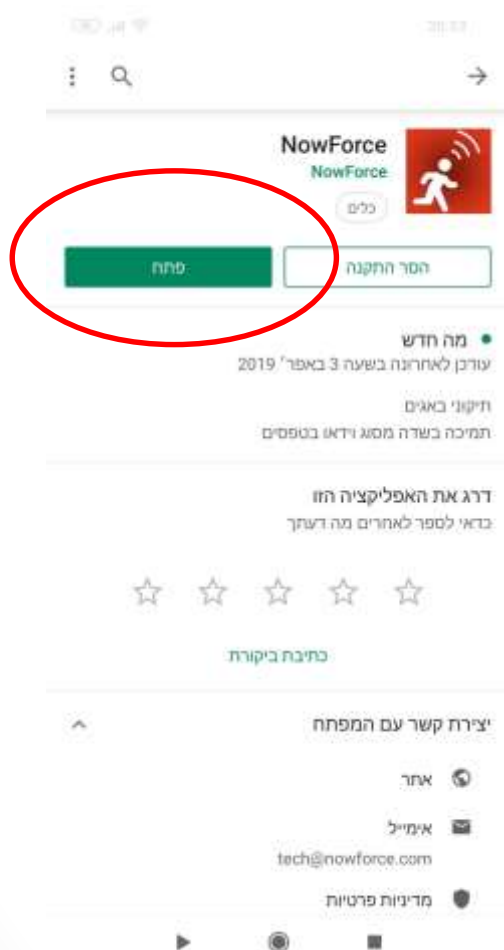 NowForce
NowForce
כלים
הסר התקנה
פתח
מה חדש
עודכן לאחרונה בשעה 3 באפר׳ 2019
תיקוני באגים
תמיכה בשדה מסוג וידאו בטפסים
דרג את האפליקציה הזו
כדאי לספר לאחרים מה דעתך
כתיבת ביקורת
יצירת קשר עם המפתח
אתר
אימייל
tech@nowforce.com
מדיניות פרטיות